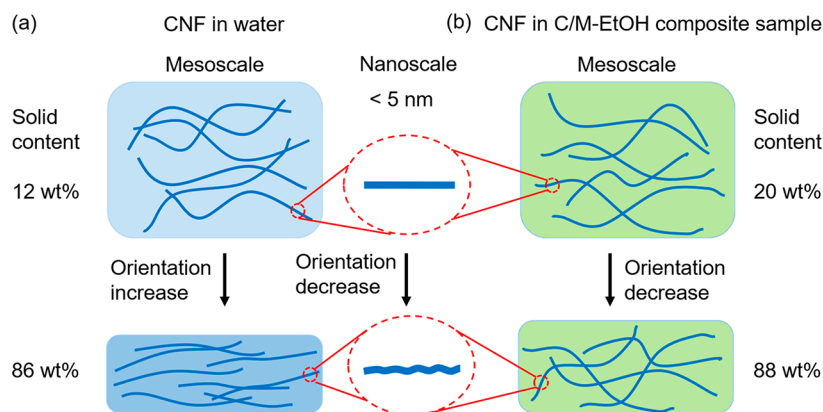 (a)
CNF in water
(b)
CNF in C/M-EtOH composite sample
Mesoscale
Nanoscale
Mesoscale
< 5 nm
Solid
content
12 wt%
Solid
content
20 wt%
Orientation
increase
Orientation
decrease
Orientation
decrease
86 wt%
88 wt%